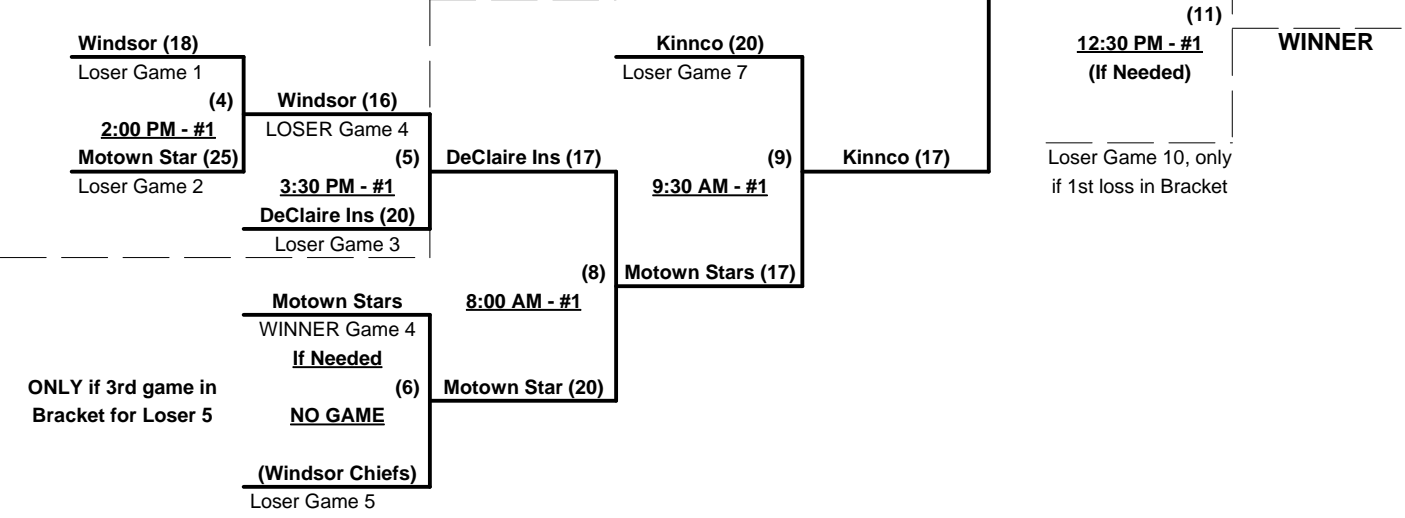 (11)
Windsor (18)
Kinnco (20)
12:30 PM - #1
WINNER
Loser Game 1
Loser Game 7
(If Needed)
(4)
Windsor (16)
2:00 PM - #1
LOSER Game 4
Motown Star (25)
(5)
DeClaire Ins (17)
(9)
Kinnco (17)
Loser Game 10, only
Loser Game 2
3:30 PM - #1
9:30 AM - #1
if 1st loss in Bracket
DeClaire Ins (20)
Loser Game 3
(8)
Motown Stars (17)
Motown Stars
8:00 AM - #1
WINNER Game 4
If Needed
ONLY if 3rd game in
(6)
Motown Star (20)
Bracket for Loser 5
NO GAME
(Windsor Chiefs)
Loser Game 5